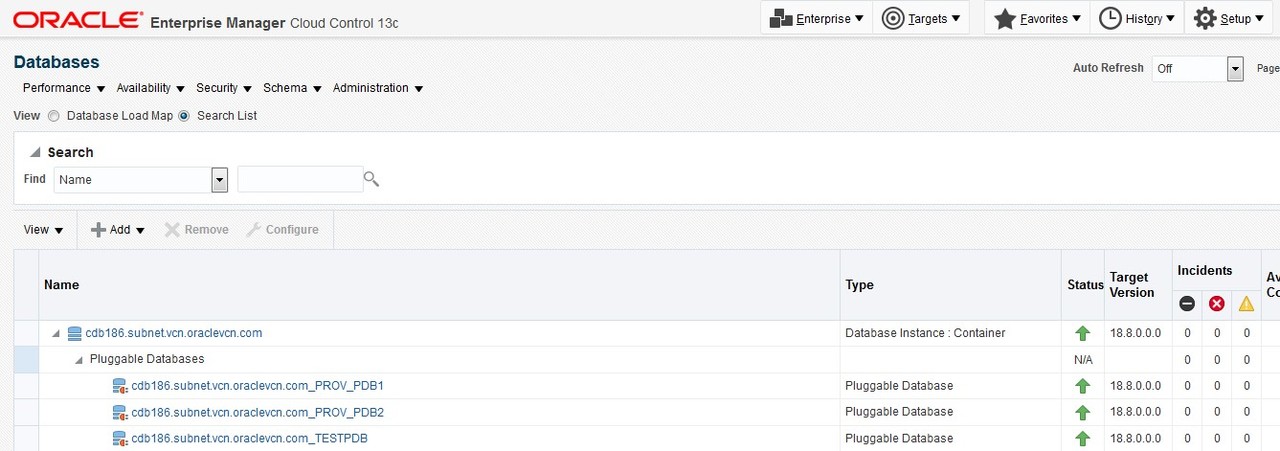 ORACLE Enterprise Manager Cloud Control 13c Enterprise Targets Favorites History Setup
Databases
Auto Refresh Off Page
Performance Availability Security Schema Administration
View Database Load Map Search List
Search
Find Name
View Add Remove Configure
Name Type Status Target Version Incidents Av Co
cdb186.subnet.vcn.oraclevcn.com Database Instance : Container 18.8.0.0.0 0 0 0
Pluggable Databases N/A 0 0 0
cdb186.subnet.vcn.oraclevcn.com_PROV_PDB1 Pluggable Database 18.8.0.0.0 0 0 0
cdb186.subnet.vcn.oraclevcn.com_PROV_PDB2 Pluggable Database 18.8.0.0.0 0 0 0
cdb186.subnet.vcn.oraclevcn.com_TESTPDB Pluggable Database 18.8.0.0.0 0 0 0